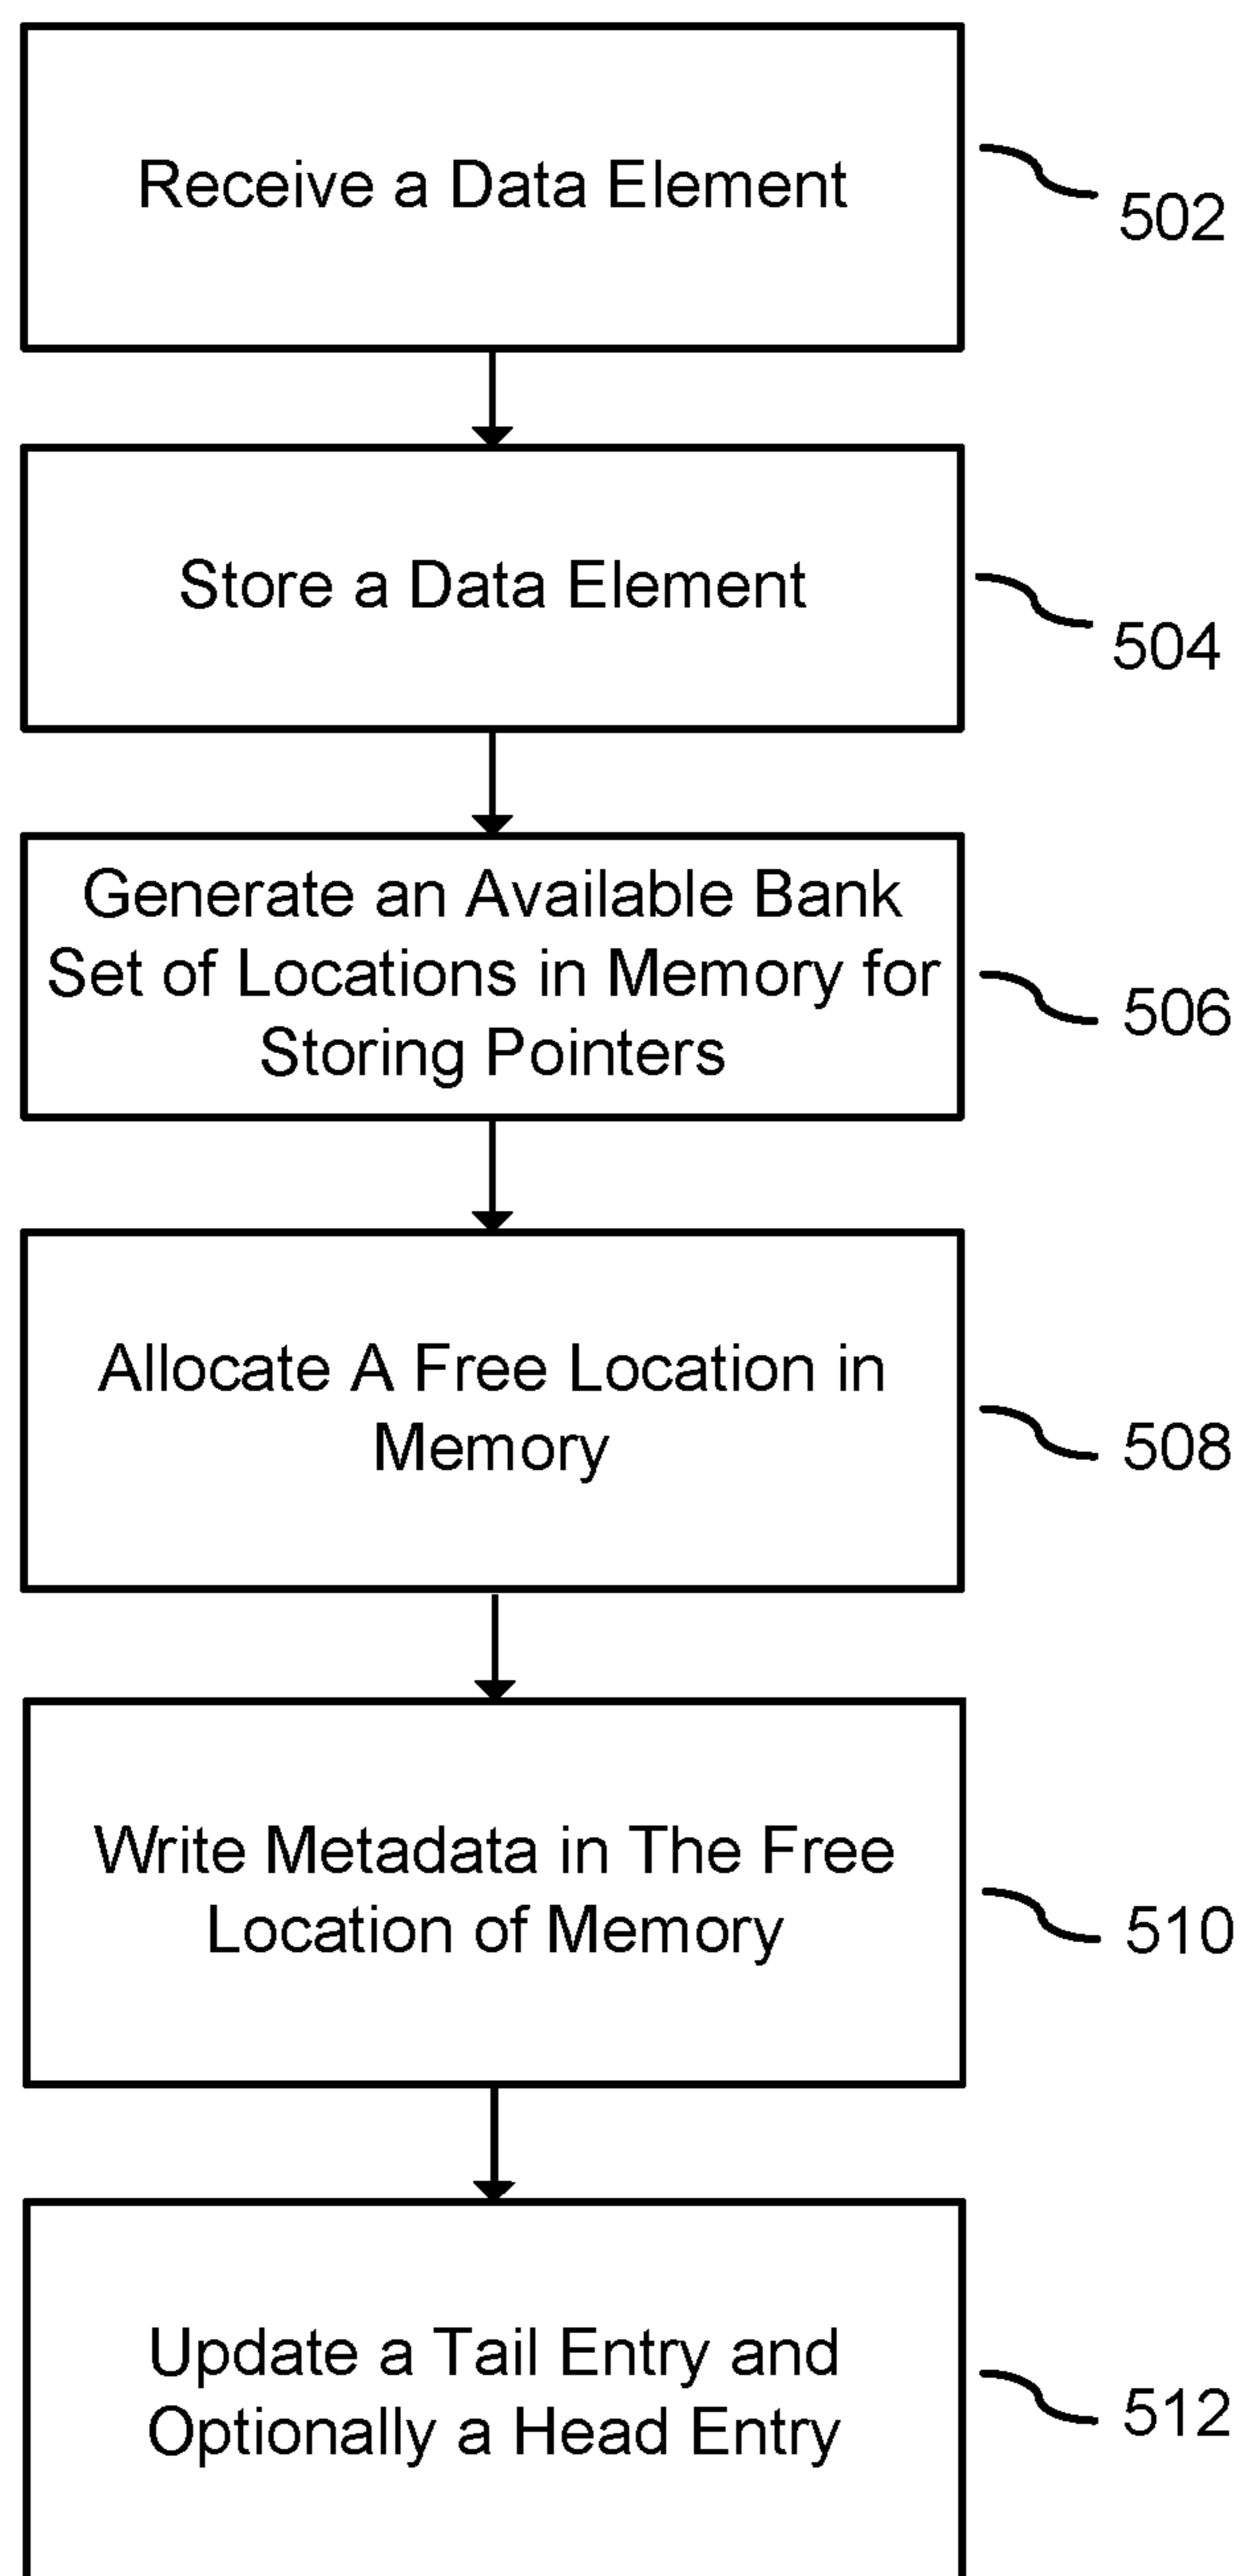 Receive a Data Element
502
Store a Data Element
504
Generate an Available Bank
Set of Locations in Memory for
Storing Pointers
506
Allocate A Free Location in
Memory
508
Write Metadata in The Free
Location of Memory
510
Update a Tail Entry and
Optionally a Head Entry
512